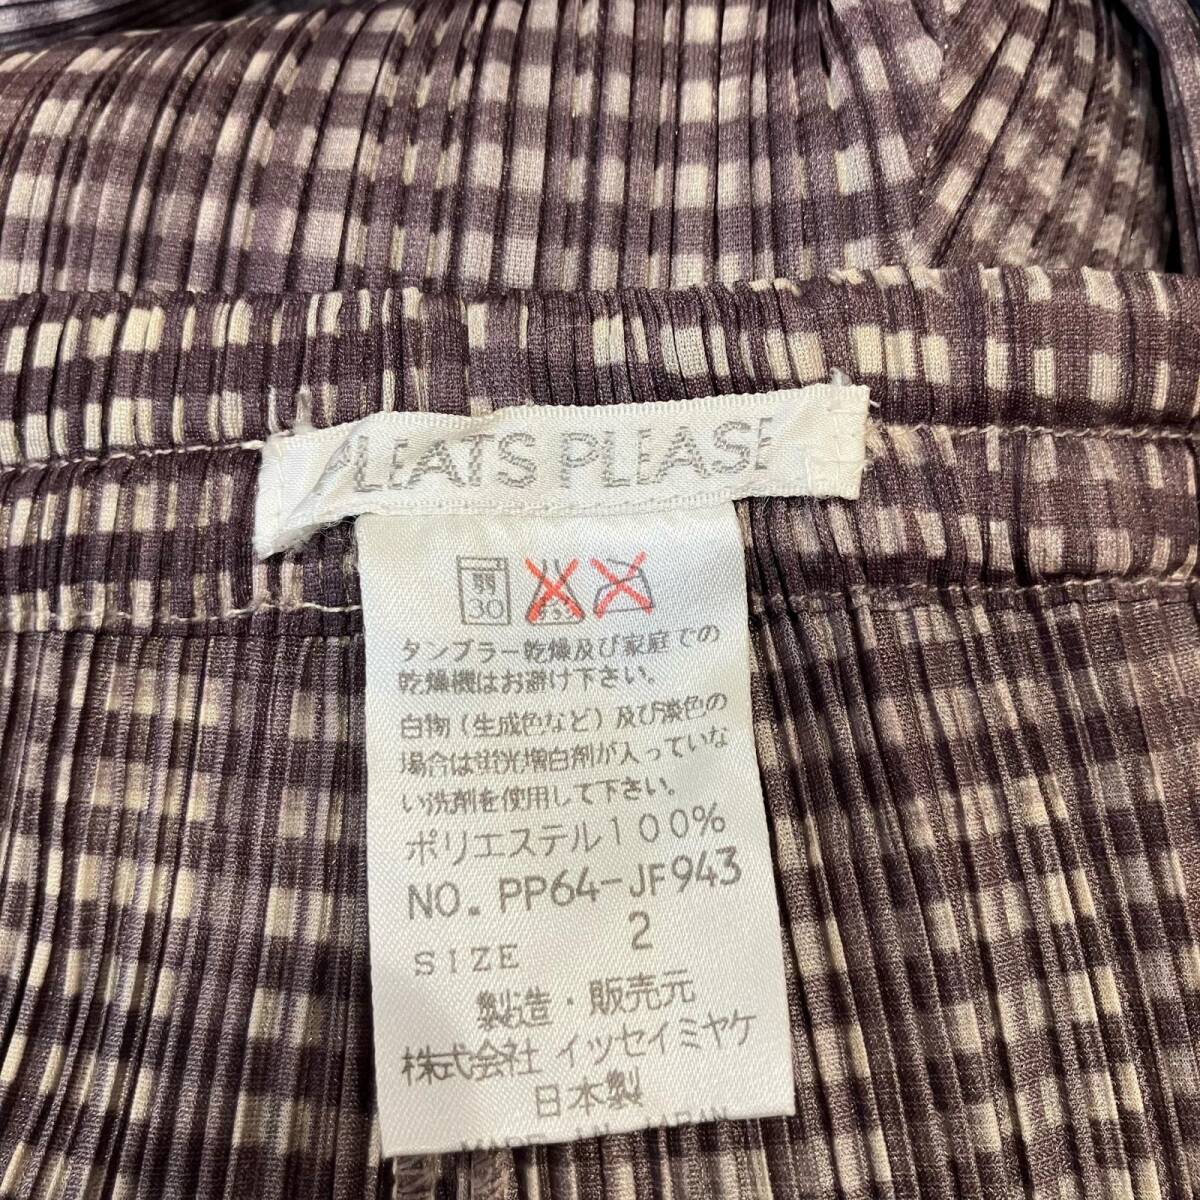 PLEATS PLEASE
弱
30
タンブラー乾燥及び家庭での
乾燥機はお避け下さい。
白物(生成色など)及び淡色の
場合は蛍光増白剤が入っていな
い洗剤を使用して下さい。
ポリエステル100%
NO. PP64-JF943
SIZE 2
製造・販売元
株式会社 イッセイミヤケ
日本製
MADE IN JAPAN